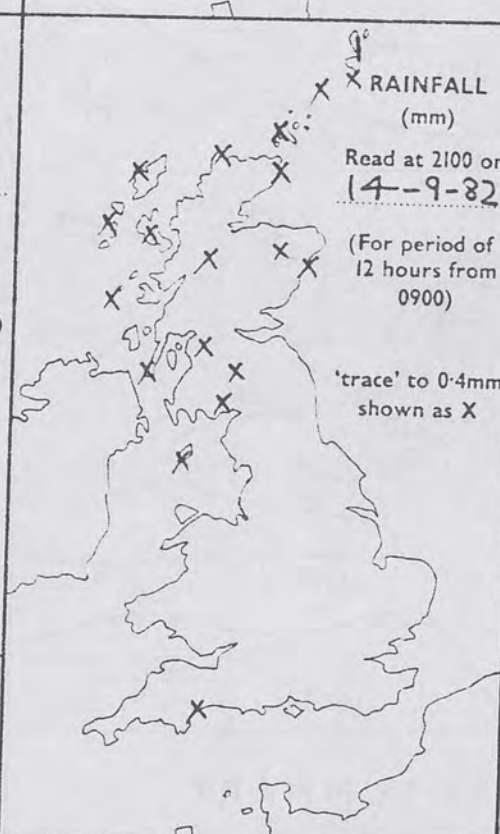 1
RAINFALL
(mm)
Read at 2100 on
14--9-82
(For period of
12 hours from
0900)
'trace' to 0·4mm
shown as X